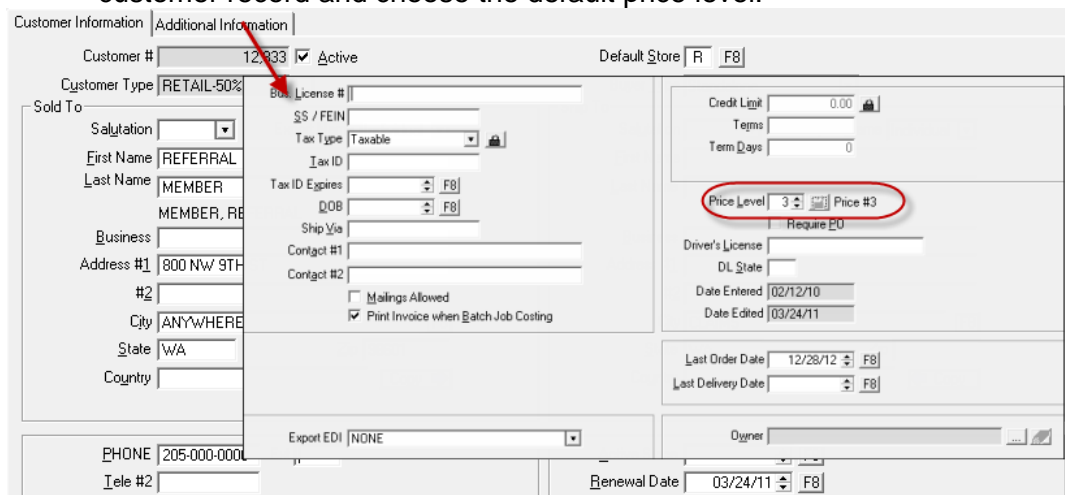 customer record and choose the default price level.
Customer Information Additional Information
Customer # 12,833 Active Default Store R F8
Customer Type RETAIL-50%
Sold To
Salutation
First Name REFERRAL
Last Name MEMBER
MEMBER, RE
Business
Address #1 800 NW 9TH
#2
City ANYWHERE
State WA
Country
PHONE 205-000-0000
Tele #2
License #
SS / FEIN
Tax Type Taxable
Tax ID
Tax ID Expires F8
DOB F8
Ship Via
Contact #1
Contact #2
Mailings Allowed
Print Invoice when Batch Job Costing
Export EDI NONE
Credit Limit 0.00
Terms
Term Days 0
Price Level 3 Price #3
Require PO
Driver's License
DL State
Date Entered 02/12/10
Date Edited 03/24/11
Last Order Date 12/28/12 F8
Last Delivery Date F8
Owner ...
Renewal Date 03/24/11 F8